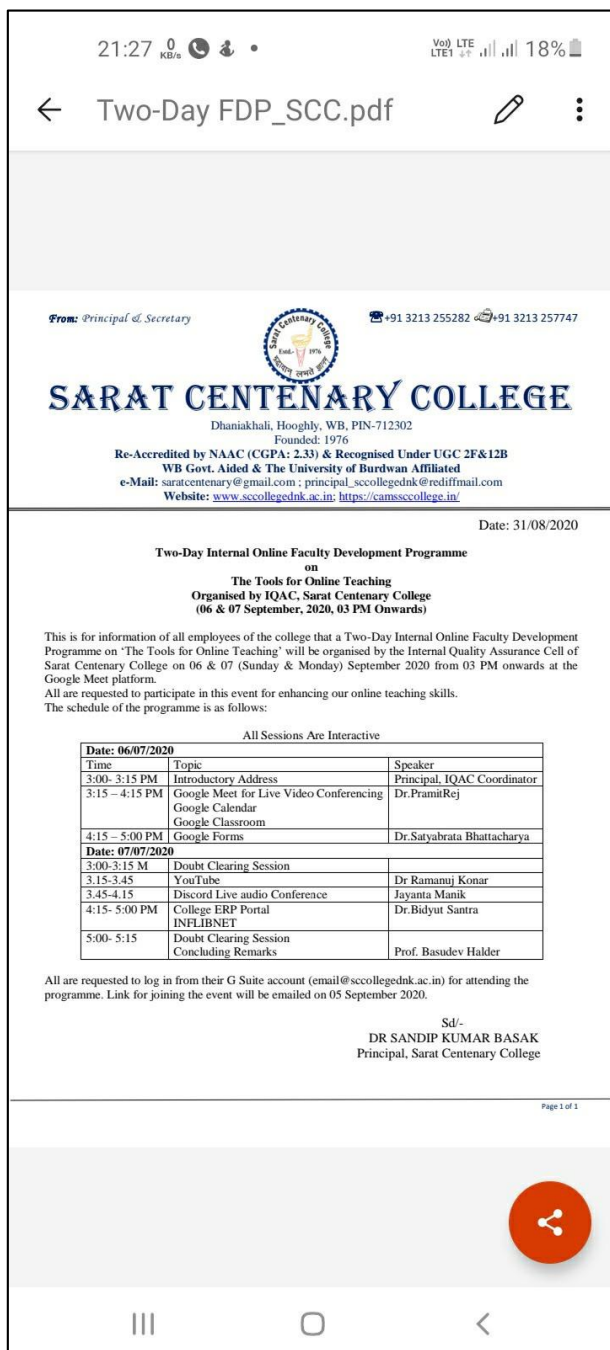 21:27 0 KB/s
Vo) LTE LTE1 18%
Two-Day FDP_SCC.pdf
From: Principal & Secretary
+91 3213 255282 +91 3213 257747
Sarat Centenary College
Estd.- 1976
SARAT CENTENARY COLLEGE
Dhaniakhali, Hooghly, WB, PIN-712302
Founded: 1976
Re-Accredited by NAAC (CGPA: 2.33) & Recognised Under UGC 2F&12B
WB Govt. Aided & The University of Burdwan Affiliated
e-Mail: saratcentenary@gmail.com ; principal_sccollegednk@rediffmail.com
Website: www.sccollegednk.ac.in; https://camssccollege.in/
Date: 31/08/2020
Two-Day Internal Online Faculty Development Programme
on
The Tools for Online Teaching
Organised by IQAC, Sarat Centenary College
(06 & 07 September, 2020, 03 PM Onwards)
This is for information of all employees of the college that a Two-Day Internal Online Faculty Development
Programme on ‘The Tools for Online Teaching’ will be organised by the Internal Quality Assurance Cell of
Sarat Centenary College on 06 & 07 (Sunday & Monday) September 2020 from 03 PM onwards at the
Google Meet platform.
All are requested to participate in this event for enhancing our online teaching skills.
The schedule of the programme is as follows:
All Sessions Are Interactive
Date: 06/07/2020
Time Topic Speaker
3:00- 3:15 PM Introductory Address Principal, IQAC Coordinator
3:15 – 4:15 PM Google Meet for Live Video Conferencing Dr.PramitRej
Google Calendar
Google Classroom
4:15 – 5:00 PM Google Forms Dr.Satyabrata Bhattacharya
Date: 07/07/2020
3:00-3:15 M Doubt Clearing Session
3.15-3.45 YouTube Dr Ramanuj Konar
3.45-4.15 Discord Live audio Conference Jayanta Manik
4:15- 5:00 PM College ERP Portal Dr.Bidyut Santra
INFLIBNET
5:00- 5:15 Doubt Clearing Session
Concluding Remarks Prof. Basudev Halder
All are requested to log in from their G Suite account (email@sccollegednk.ac.in) for attending the
programme. Link for joining the event will be emailed on 05 September 2020.
Sd/-
DR SANDIP KUMAR BASAK
Principal, Sarat Centenary College
Page 1 of 1